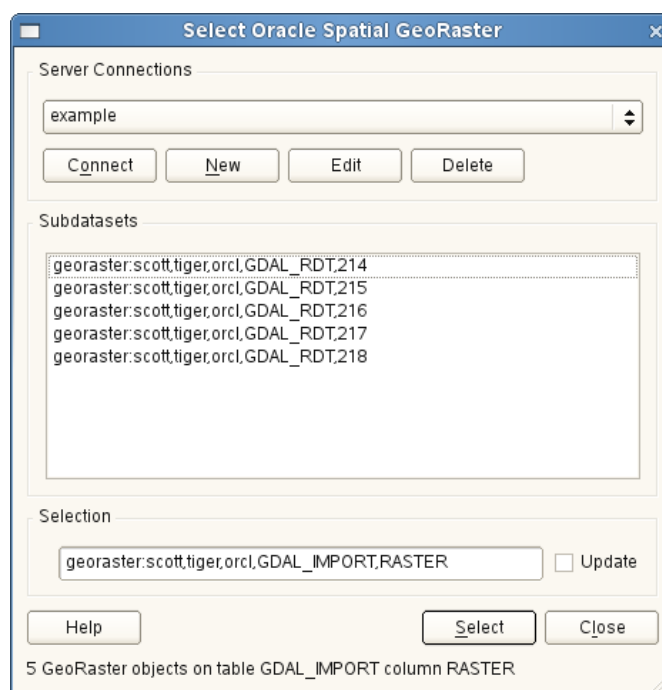 Select Oracle Spatial GeoRaster
Server Connections
example
Connect New Edit Delete
Subdatasets
georaster:scott,tiger,orcl,GDAL_RDT,214
georaster:scott,tiger,orcl,GDAL_RDT,215
georaster:scott,tiger,orcl,GDAL_RDT,216
georaster:scott,tiger,orcl,GDAL_RDT,217
georaster:scott,tiger,orcl,GDAL_RDT,218
Selection
georaster:scott,tiger,orcl,GDAL_IMPORT,RASTER Update
Help Select Close
5 GeoRaster objects on table GDAL_IMPORT column RASTER